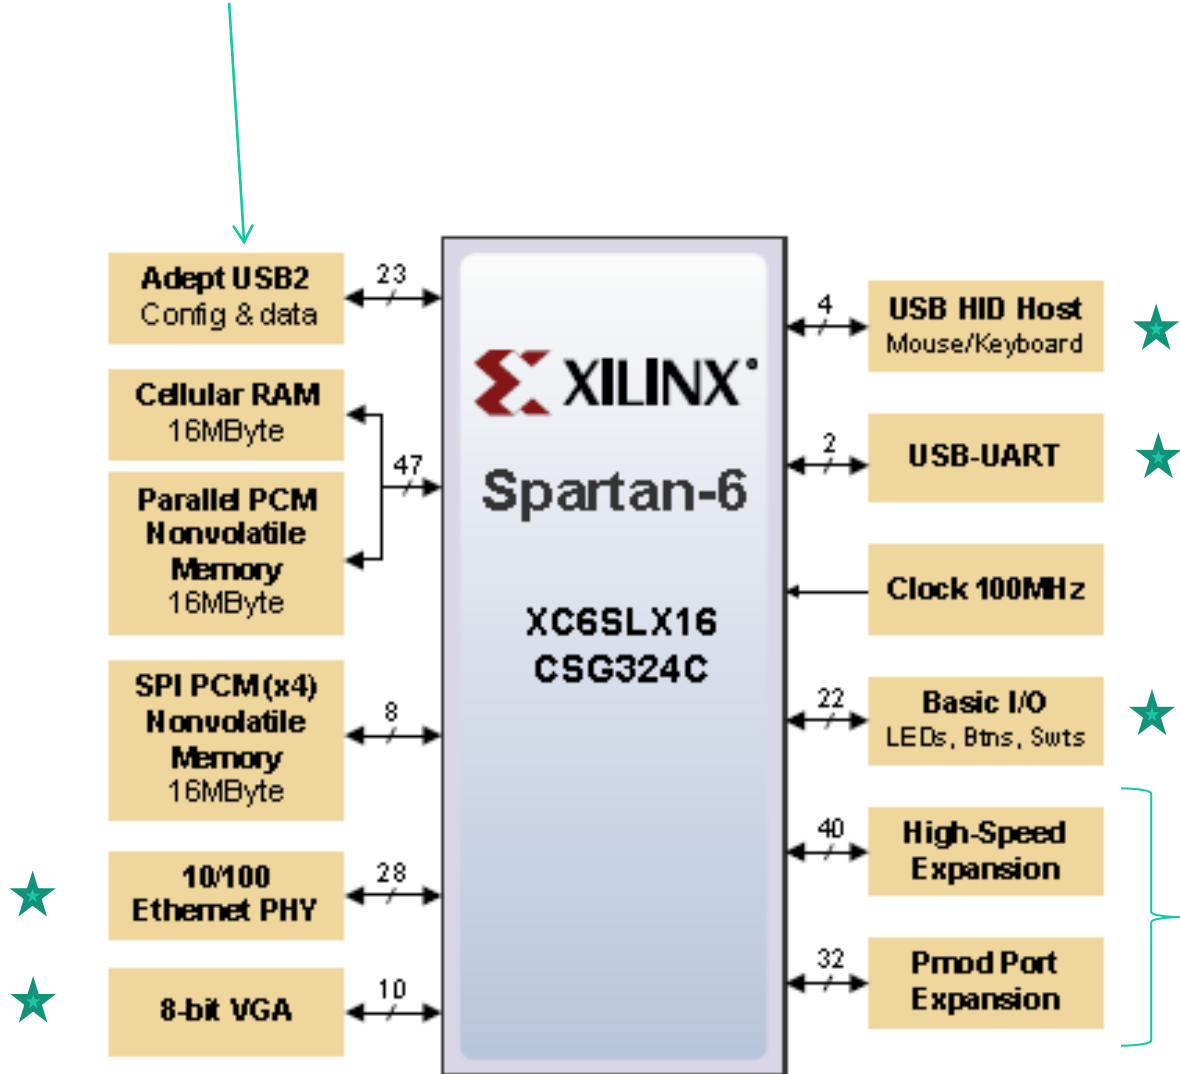 Adept USB2
Config & data
23
Cellular RAM
16MByte
47
Parallel PCM
Nonvolatile
Memory
16MByte
SPI PCM (x4)
Nonvolatile
Memory
16MByte
8
10/100
Ethernet PHY
28
8-bit VGA
10
XILINX
Spartan-6
XC6SLX16
CSG324C
4
USB HID Host
Mouse/Keyboard
2
USB-UART
Clock 100MHz
22
Basic I/O
LEDs, Btns, Swts
40
High-Speed
Expansion
32
Pmod Port
Expansion